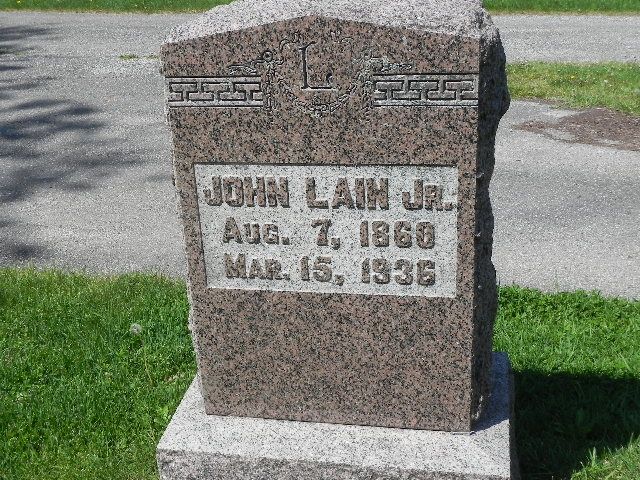 L
JOHN LAIN JR.
AUG. 7, 1860
MAR. 15, 1936